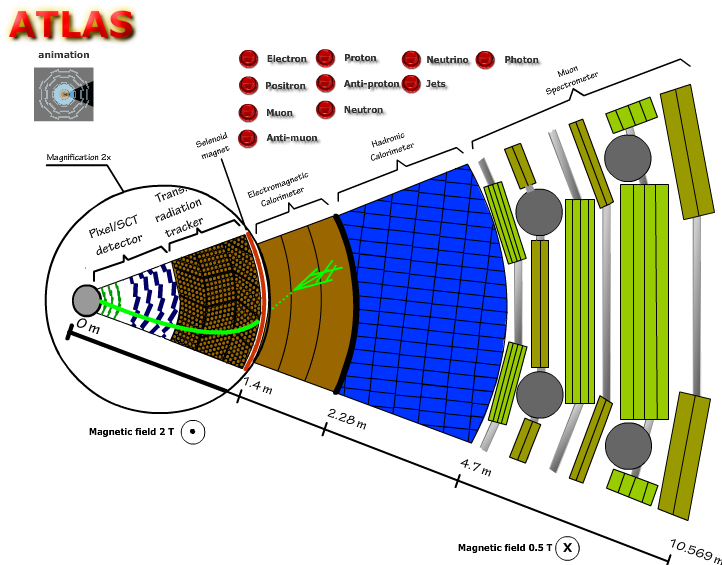 ATLAS
animation
Electron
Proton
Neutrino
Photon
Positron
Anti-proton
Jets
Muon
Neutron
Anti-muon
Muon
Spectrometer
Hadronic
Calorimeter
Selenoid
magnet
Magnification 2x
Electromagnetic
Calorimeter
Pixel/SCT
detector
Trans.
radiation
tracker
0 m
1.4 m
2.28 m
4.7 m
10.569 m
Magnetic field 2 T
Magnetic field 0.5 T X